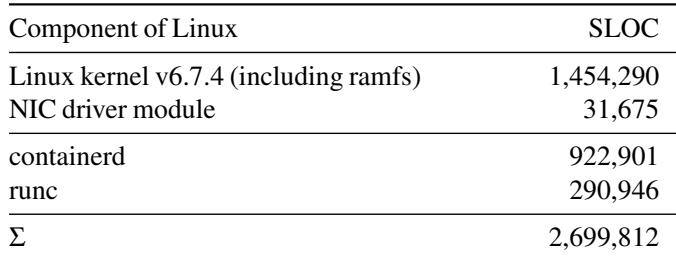 Component of Linux SLOC
Linux kernel v6.7.4 (including ramfs) 1,454,290
NIC driver module 31,675
containerd 922,901
runc 290,946
Σ 2,699,812